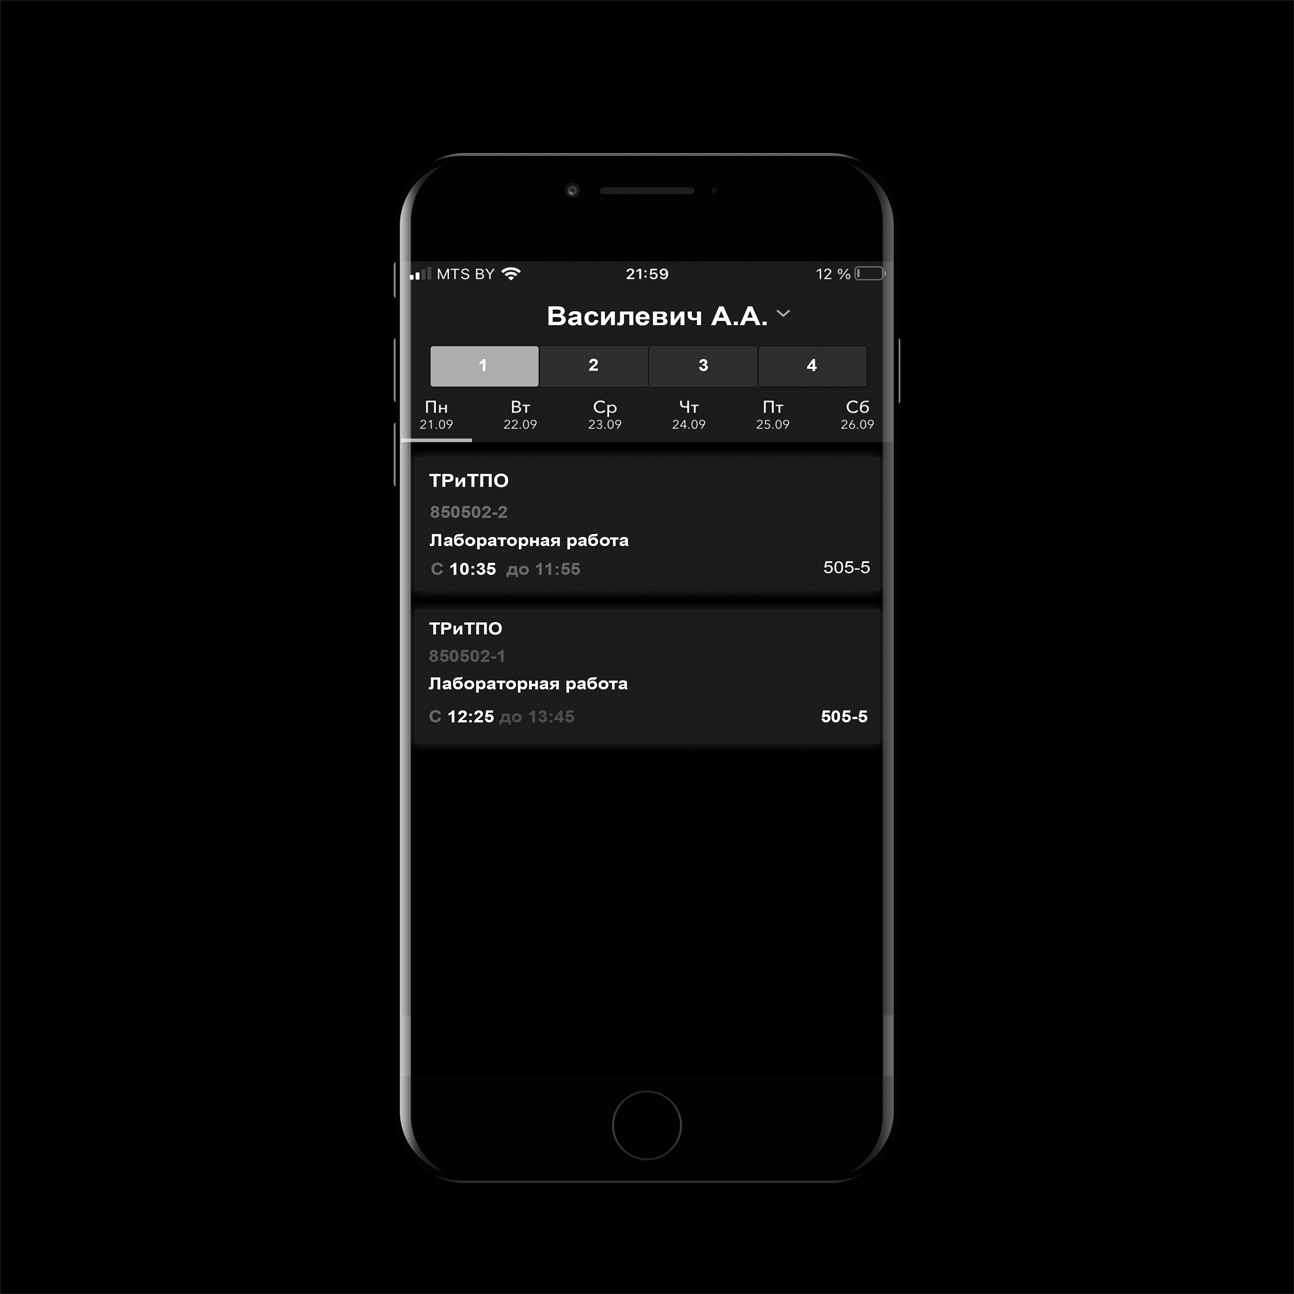 MTS BY 21:59 12 %
Василевич А.А.
1 2 3 4
Пн Вт Ср Чт Пт Сб
21.09 22.09 23.09 24.09 25.09 26.09
ТРиТПО
850502-2
Лабораторная работа
С 10:35 до 11:55 505-5
ТРиТПО
850502-1
Лабораторная работа
С 12:25 до 13:45 505-5